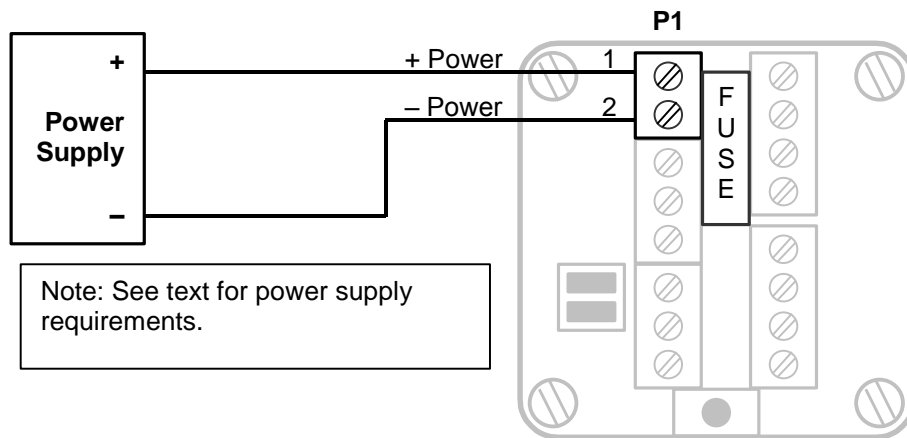 P1
+
+ Power 1
– Power 2
Power
Supply
–
F
U
S
E
Note: See text for power supply
requirements.